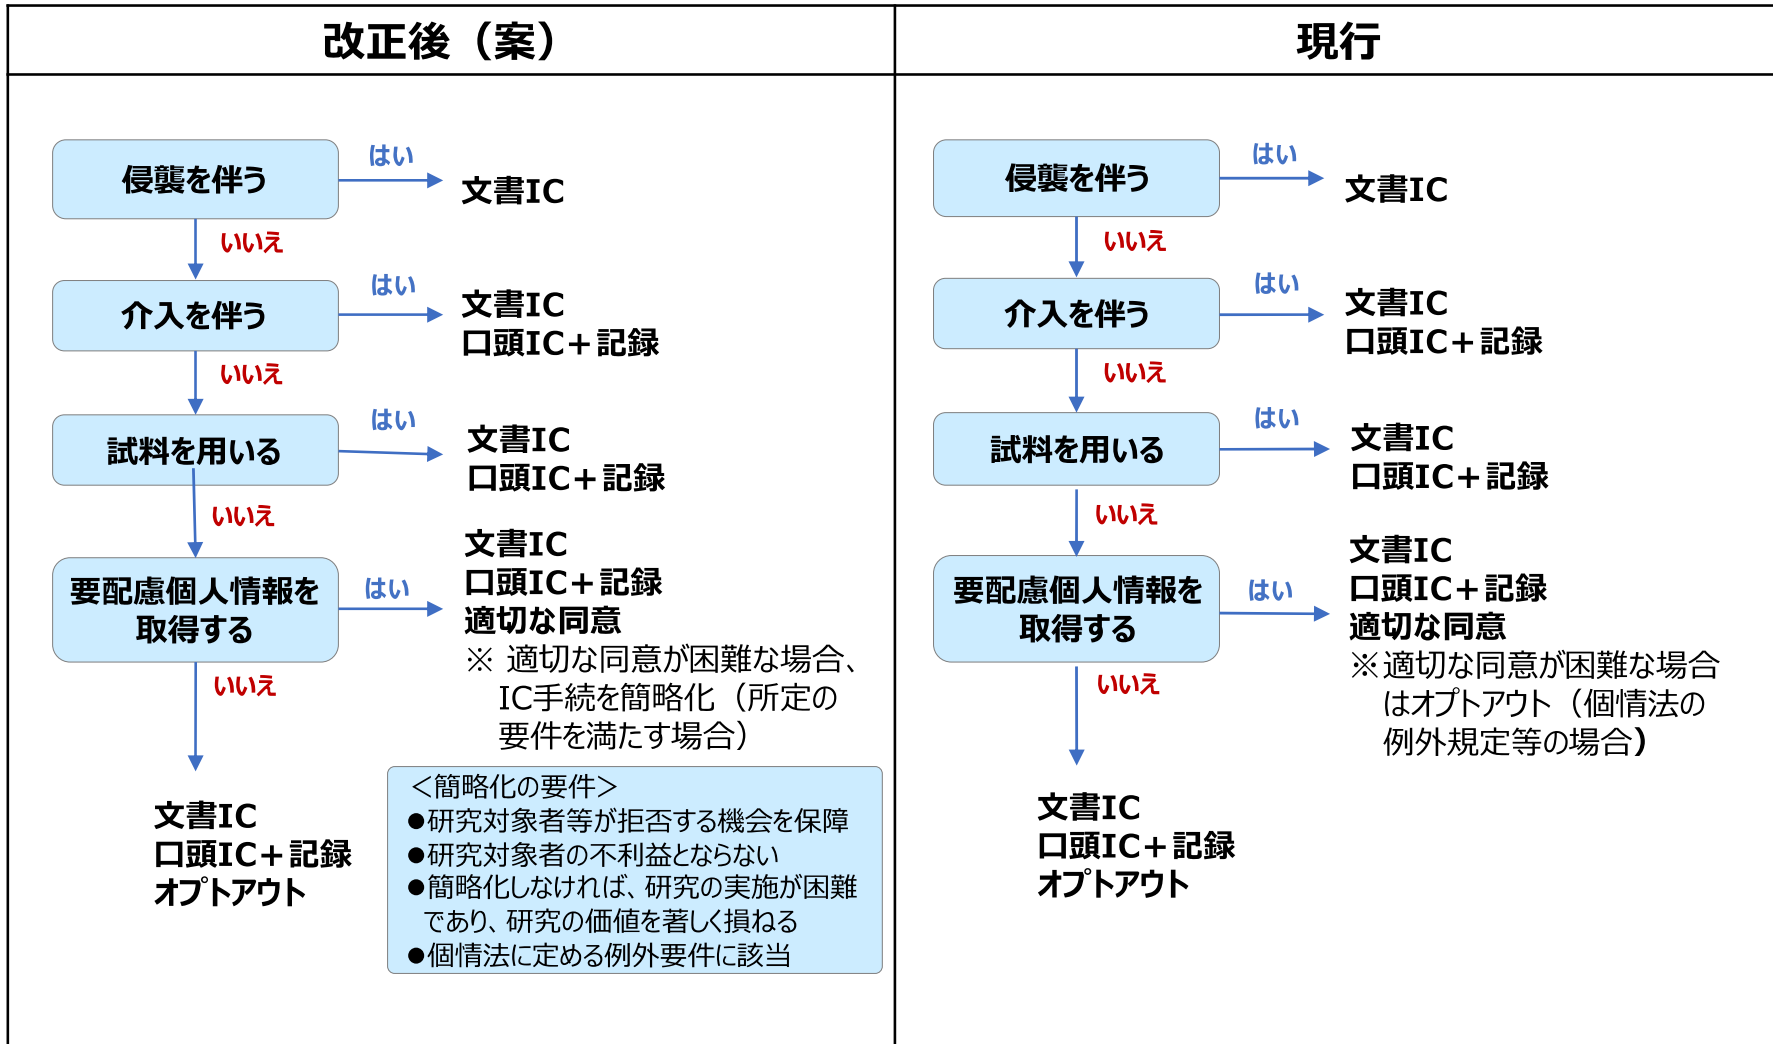 改正後（案）
侵襲を伴う
はい
文書IC
いいえ
介入を伴う
はい
文書IC
口頭IC＋記録
いいえ
試料を用いる
はい
文書IC
口頭IC＋記録
いいえ
要配慮個人情報を
取得する
はい
文書IC
口頭IC＋記録
適切な同意
※ 適切な同意が困難な場合、
IC手続を簡略化（所定の
要件を満たす場合）
いいえ
文書IC
口頭IC＋記録
オプトアウト
＜簡略化の要件＞
●研究対象者等が拒否する機会を保障
●研究対象者の不利益とならない
●簡略化しなければ、研究の実施が困難
であり、研究の価値を著しく損ねる
●個情法に定める例外要件に該当
現行
侵襲を伴う
はい
文書IC
いいえ
介入を伴う
はい
文書IC
口頭IC＋記録
いいえ
試料を用いる
はい
文書IC
口頭IC＋記録
いいえ
要配慮個人情報を
取得する
はい
文書IC
口頭IC＋記録
適切な同意
※適切な同意が困難な場合
はオプトアウト（個情法の
例外規定等の場合）
いいえ
文書IC
口頭IC＋記録
オプトアウト